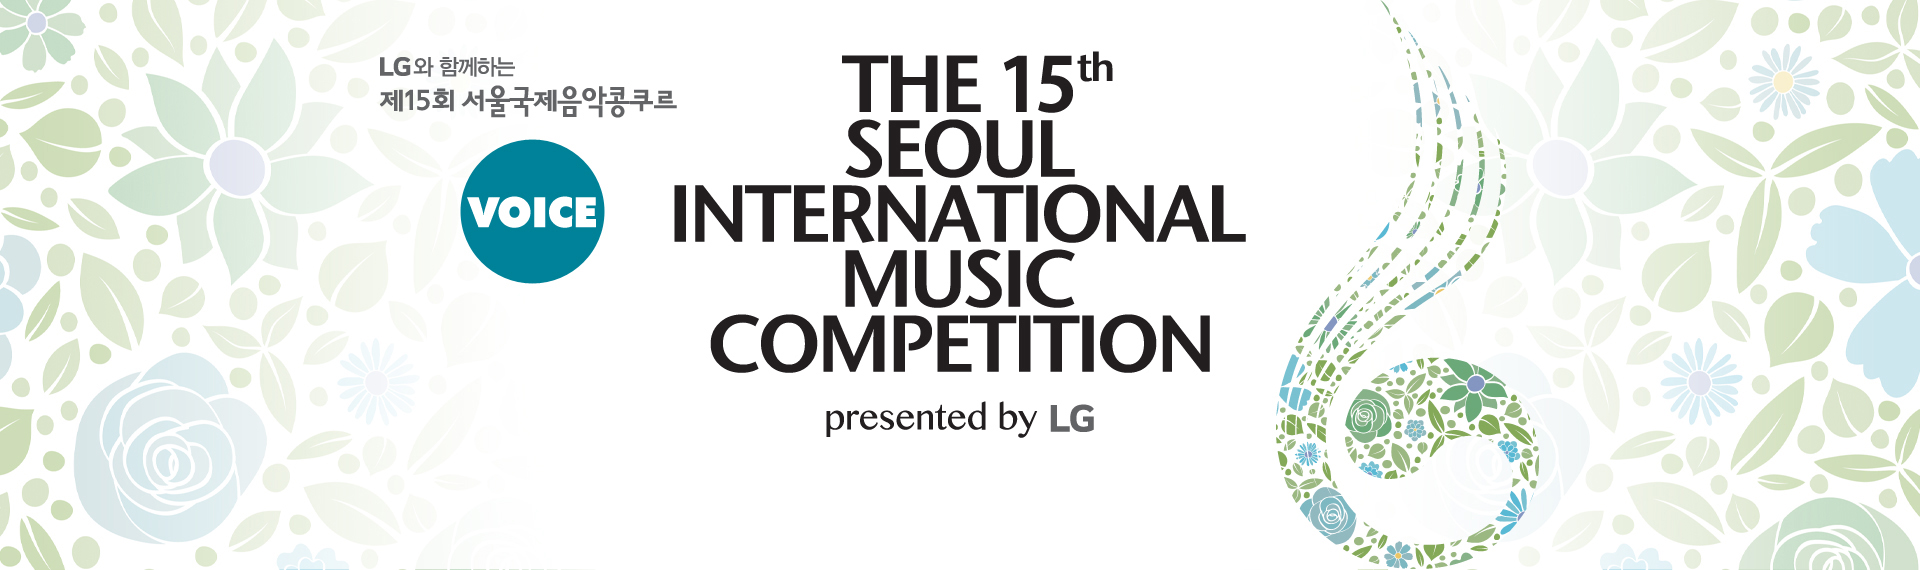 LG와 함께하는
제15회 서울국제음악콩쿠르
VOICE
THE 15th
SEOUL
INTERNATIONAL
MUSIC
COMPETITION
presented by LG